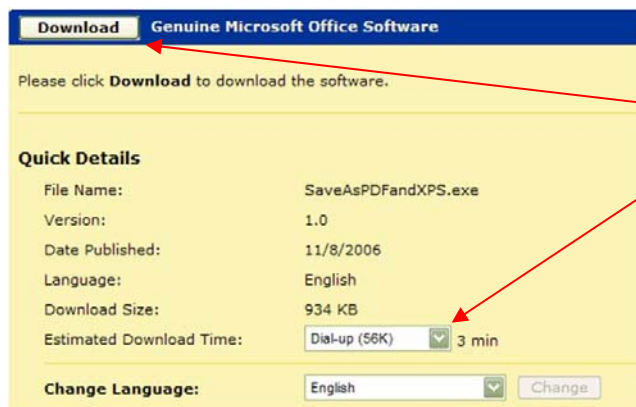 Download Genuine Microsoft Office Software
Please click Download to download the software.
Quick Details
File Name: SaveAsPDFandXPS.exe
Version: 1.0
Date Published: 11/8/2006
Language: English
Download Size: 934 KB
Estimated Download Time: Dial-up (56K) 3 min
Change Language: English Change